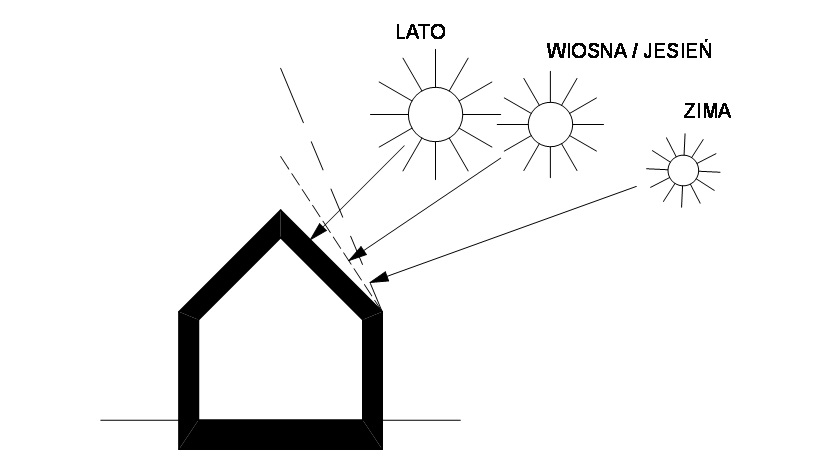 LATO
WIOSNA / JESIEŃ
ZIMA